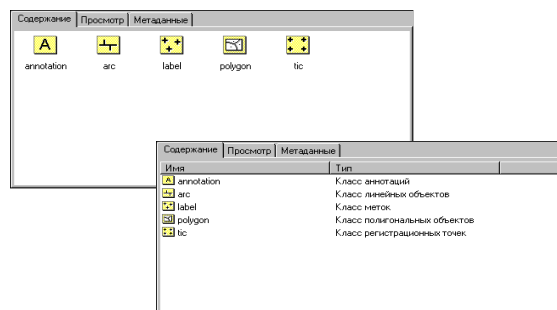 Содержание Просмотр Метаданные
annotation arc label polygon tic
Содержание Просмотр Метаданные
Имя Тип
annotation Класс аннотаций
arc Класс линейных объектов
label Класс меток
polygon Класс полигональных объектов
tic Класс регистрационных точек